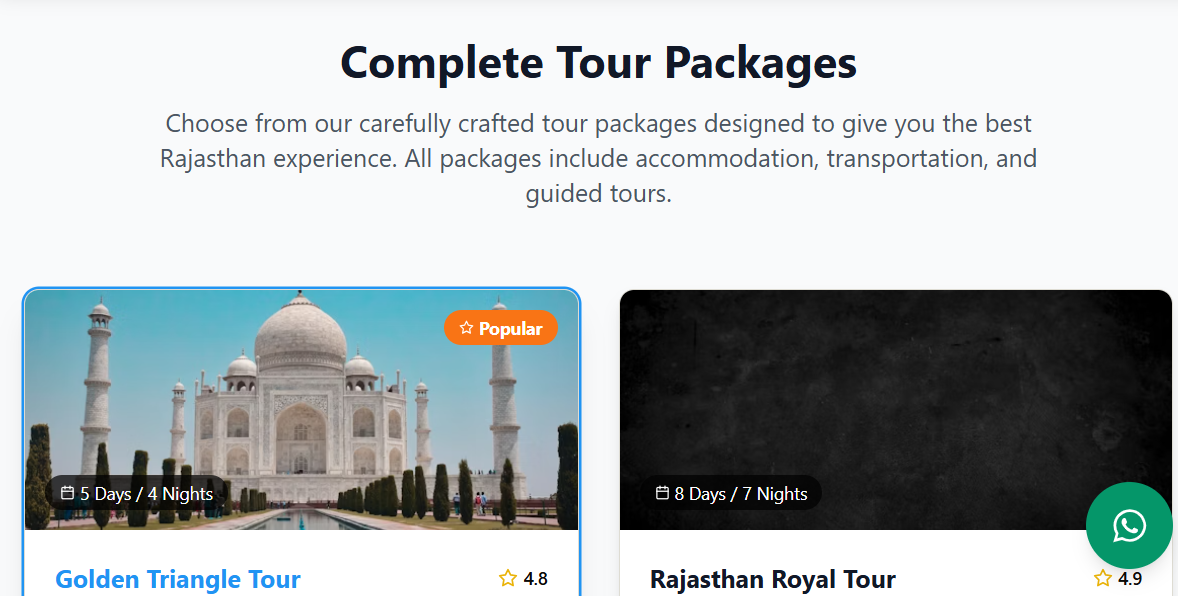 Complete Tour Packages
Choose from our carefully crafted tour packages designed to give you the best
Rajasthan experience. All packages include accommodation, transportation, and
guided tours.
Popular
5 Days / 4 Nights
8 Days / 7 Nights
Golden Triangle Tour
4.8
Rajasthan Royal Tour
4.9